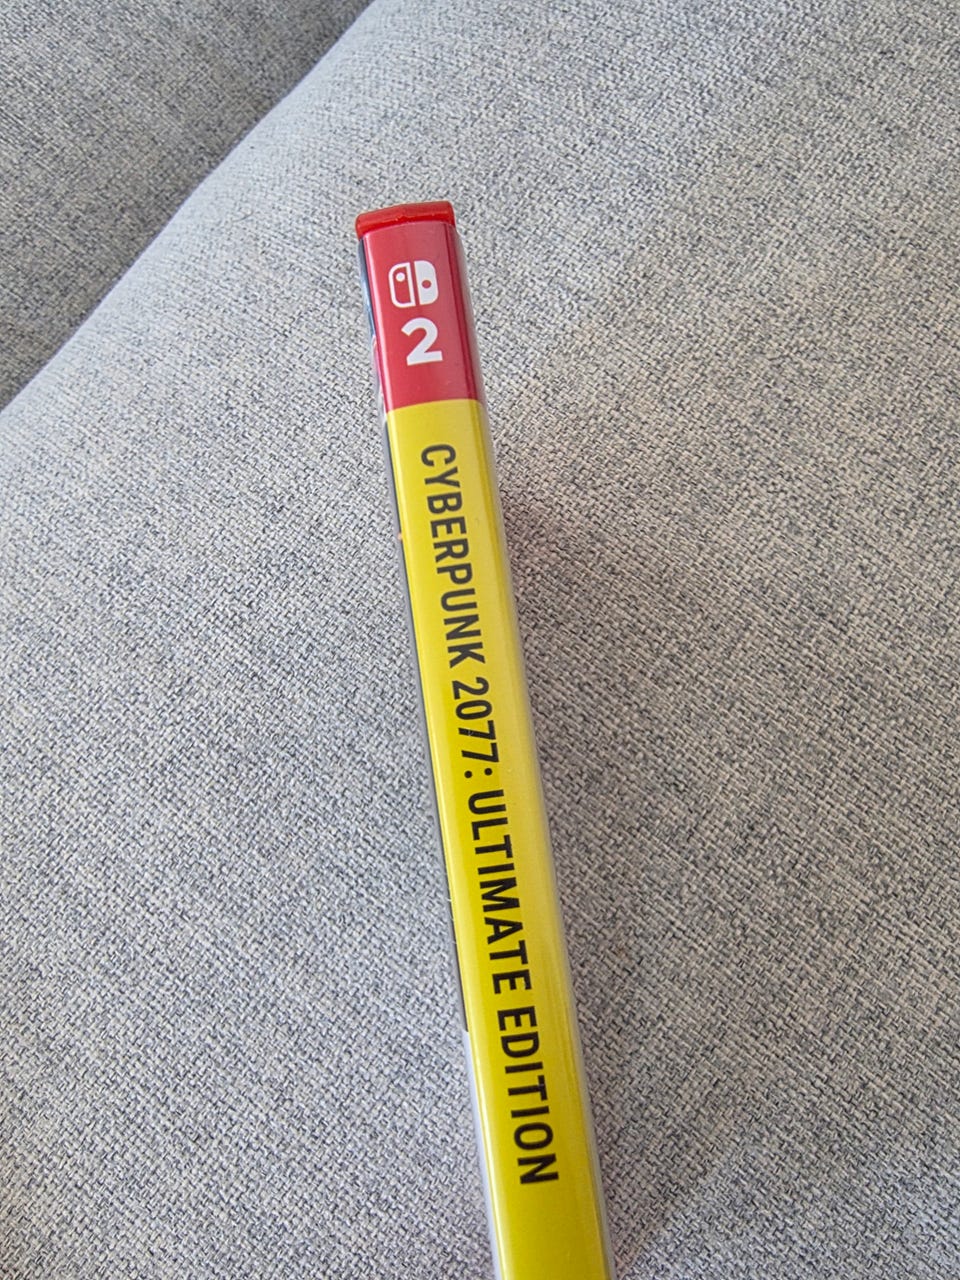 2
CYBERPUNK 2077: ULTIMATE EDITION